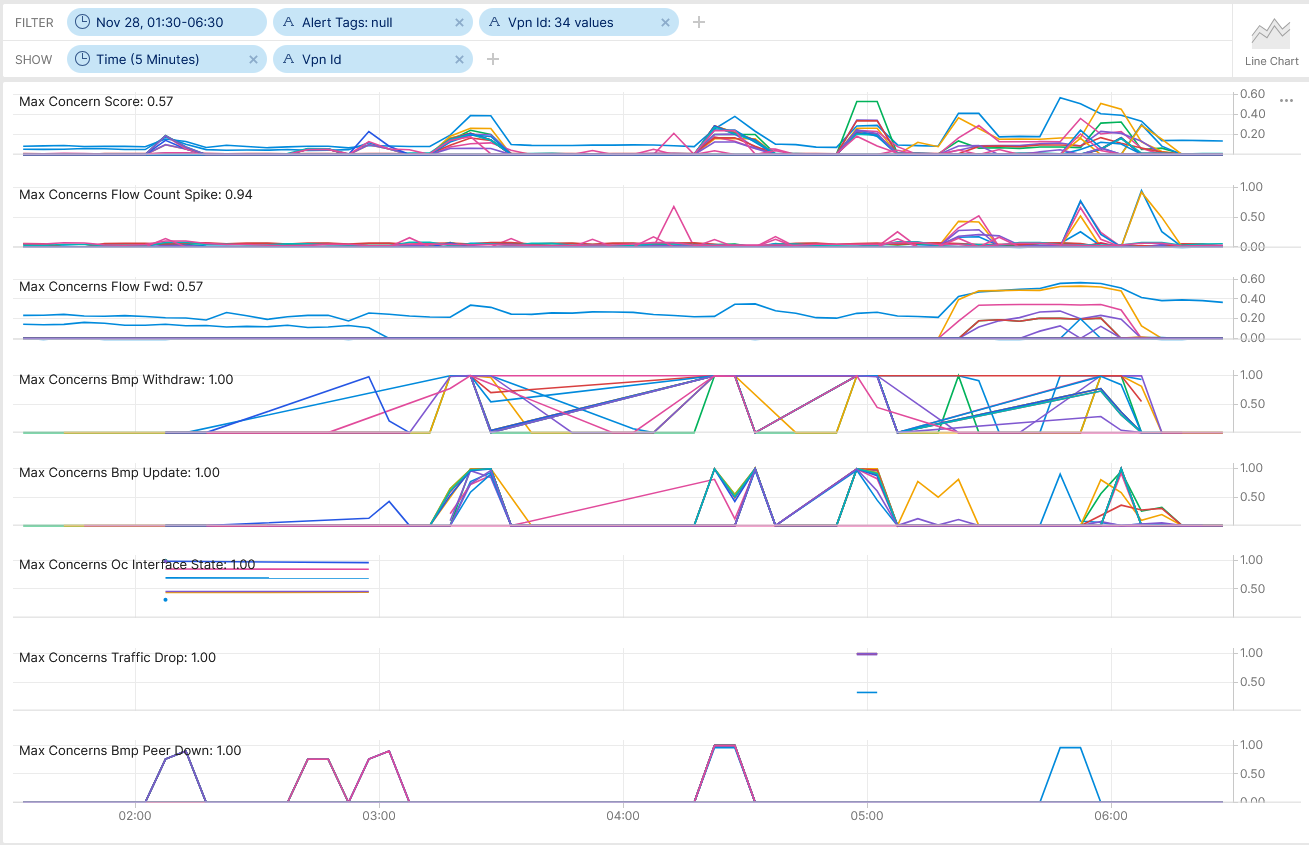 FILTER Nov 28, 01:30-06:30 A Alert Tags: null × A Vpn Id: 34 values × +
SHOW Time (5 Minutes) × A Vpn Id × +
Line Chart
Max Concern Score: 0.57
0.60
0.40
0.20
Max Concerns Flow Count Spike: 0.94
1.00
0.50
0.00
Max Concerns Flow Fwd: 0.57
0.60
0.40
0.20
0.00
Max Concerns Bmp Withdraw: 1.00
1.00
0.50
Max Concerns Bmp Update: 1.00
1.00
0.50
Max Concerns Oc Interface State: 1.00
1.00
0.50
Max Concerns Traffic Drop: 1.00
1.00
0.50
Max Concerns Bmp Peer Down: 1.00
1.00
0.50
0.00
02:00 03:00 04:00 05:00 06:00